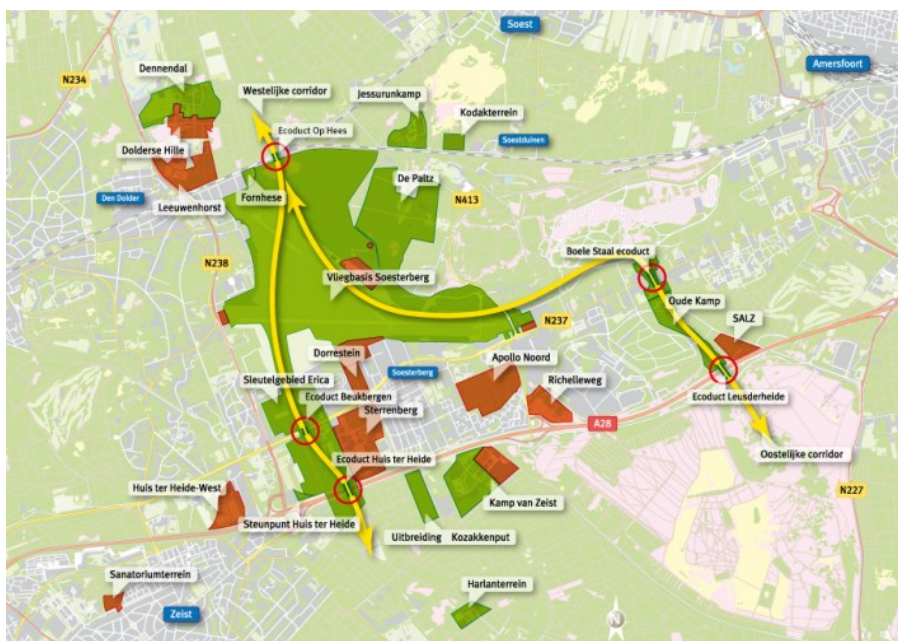 Soest
Dennendal
Amersfoort
N234
Westelijke corridor
Jessurunkamp
Kodakterrein
Ecoduct Op Hees
Soestduinen
Dolderse Hille
De Paltz
Den Dolder
Fornhese
N413
Leeuwenhorst
Boele Staal ecoduct
N238
Vliegbasis Soesterberg
Oude Kamp
SALZ
N237
Dorrestein
Apollo Noord
Soesterberg
Richelleweg
Sleutelgebied Erica
Ecoduct Beukbergen
Ecoduct Leusderheide
Sterrenberg
A28
Oostelijke corridor
Ecoduct Huis ter Heide
Huis ter Heide-West
N227
Kamp van Zeist
Steunpunt Huis ter Heide
Uitbreiding
Kozakkenput
Sanatoriumterrein
Harlanterrein
Zeist
N